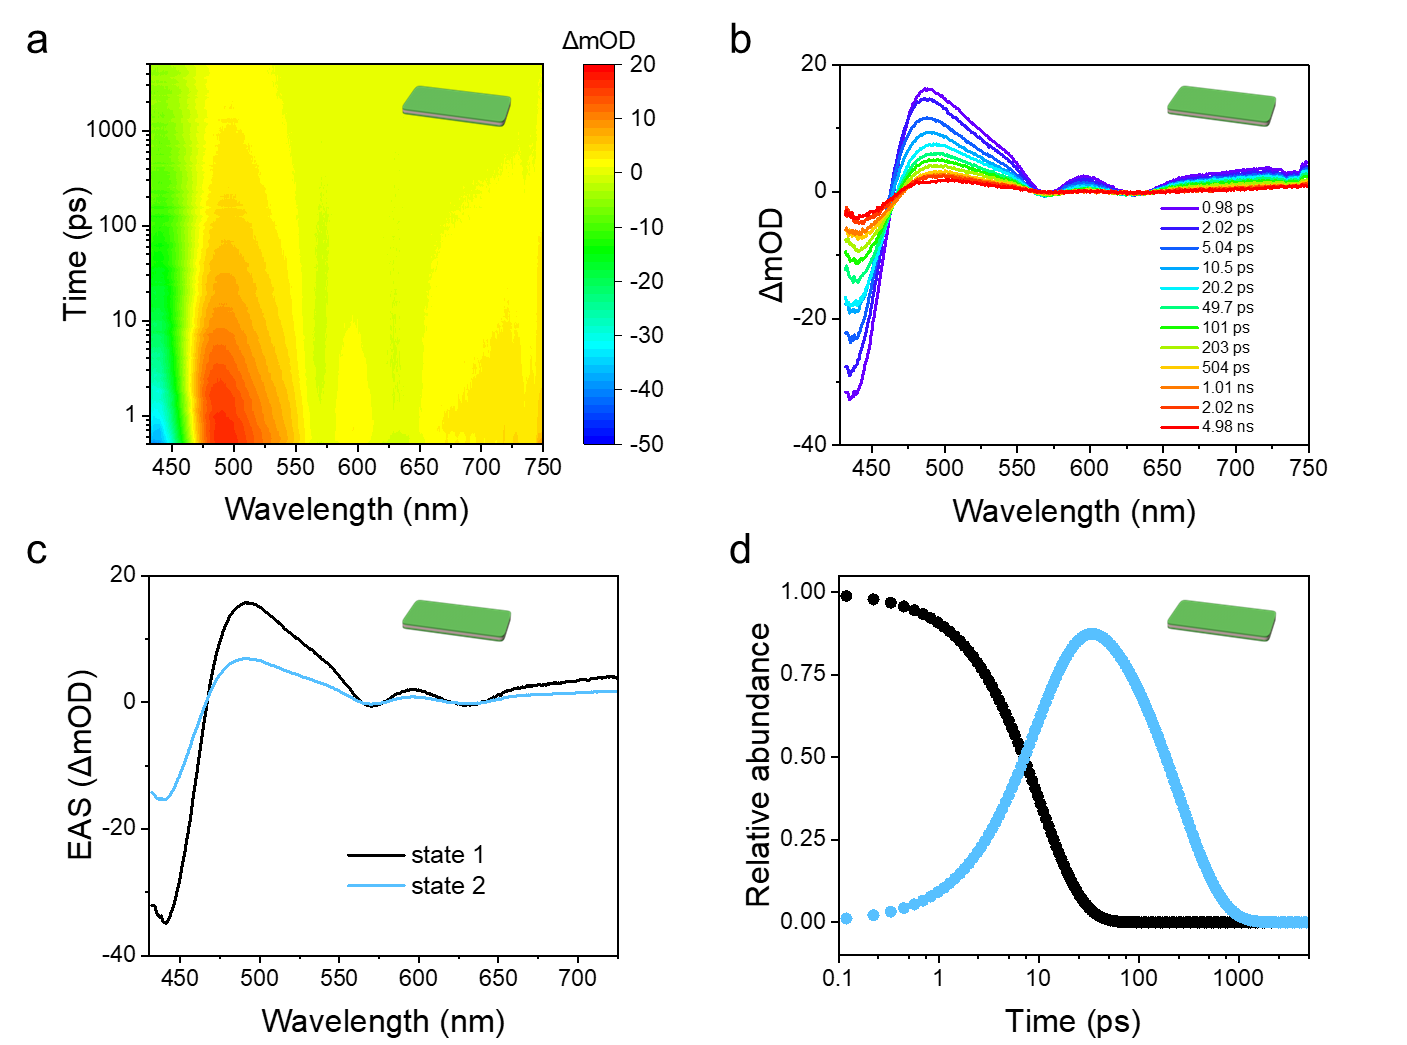 a
ΔmOD
Time (ps)
1000
100
10
1
450 500 550 600 650 700 750
Wavelength (nm)
20
10
0
-10
-20
-30
-40
-50
b
ΔmOD
20
0
-20
-40
0.98 ps
2.02 ps
5.04 ps
10.5 ps
20.2 ps
49.7 ps
101 ps
203 ps
504 ps
1.01 ns
2.02 ns
4.98 ns
450 500 550 600 650 700 750
Wavelength (nm)
c
EAS (ΔmOD)
20
0
-20
-40
state 1
state 2
450 500 550 600 650 700
Wavelength (nm)
d
Relative abundance
1.00
0.75
0.50
0.25
0.00
0.1 1 10 100 1000
Time (ps)